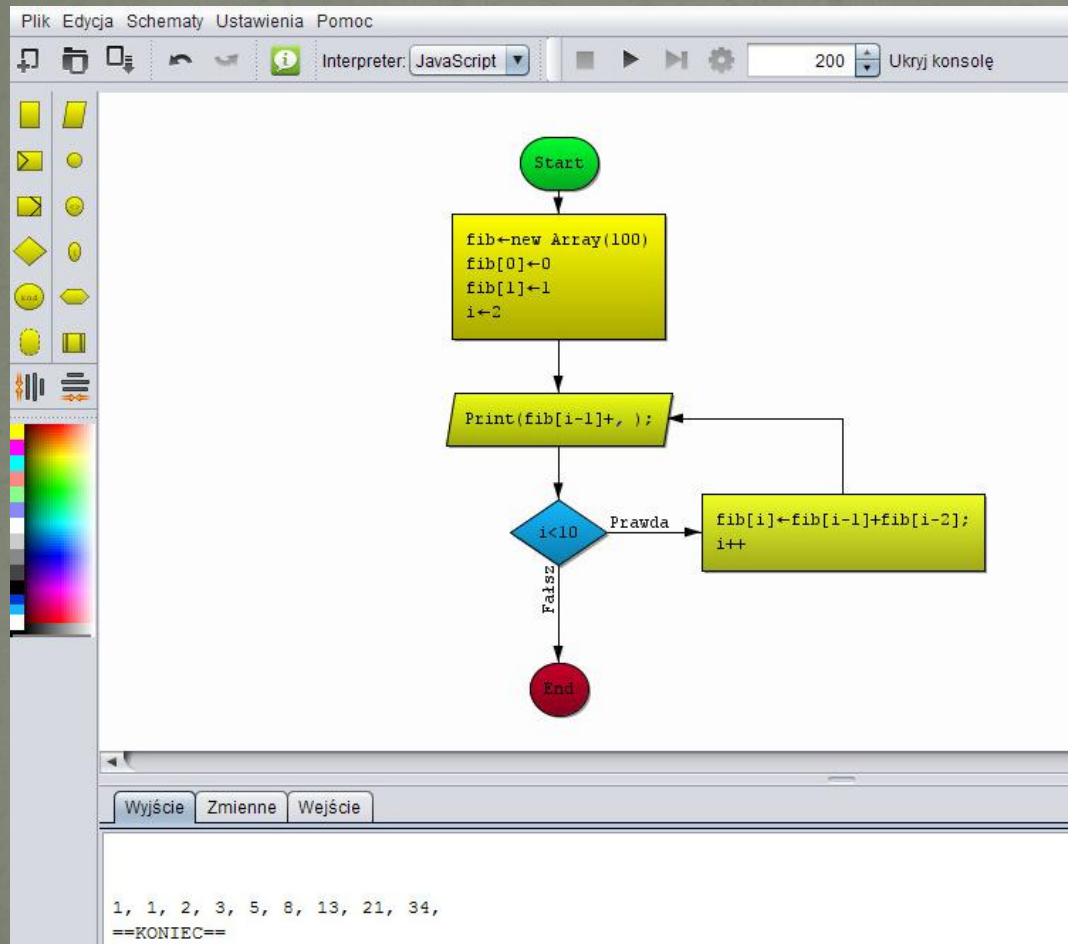 Plik Edycja Schematy Ustawienia Pomoc
Interpreter: JavaScript 200 Ukryj konsolę
Start
fib←new Array(100)
fib[0]←0
fib[1]←1
i←2
Print(fib[i-1]+, );
i<10
Prawda
fib[i]←fib[i-1]+fib[i-2];
i++
Fałsz
End
End
Wyjście Zmienne Wejście
1, 1, 2, 3, 5, 8, 13, 21, 34,
==KONIEC==